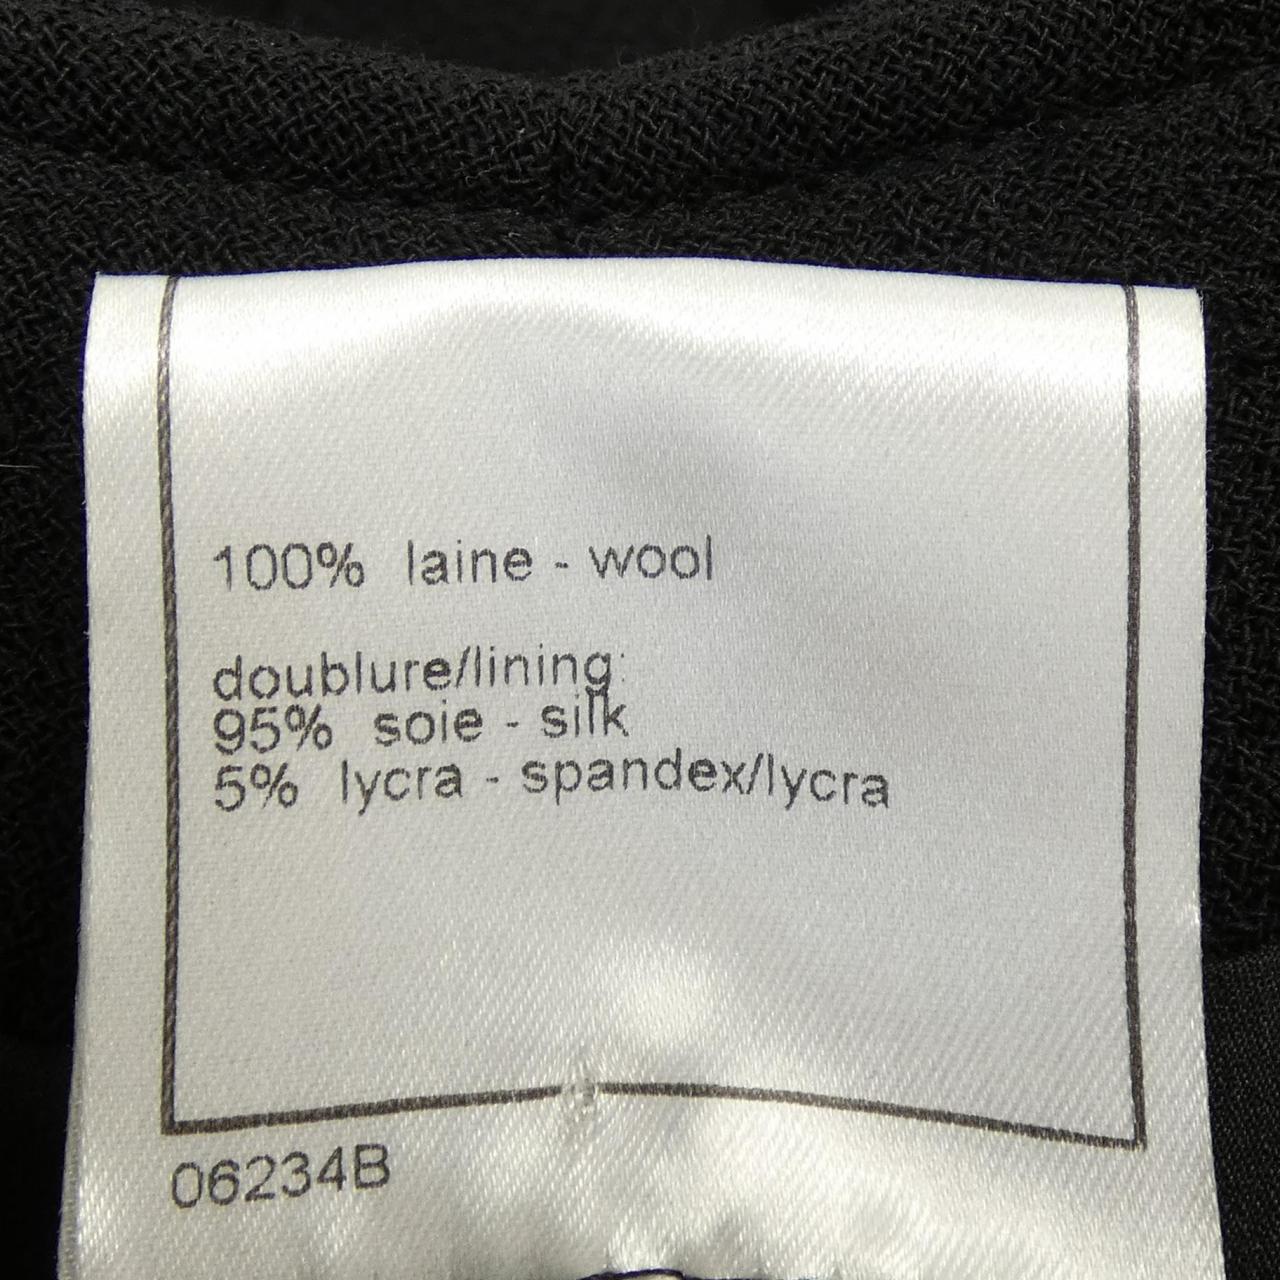 100% laine - wool
doublure/lining:
95% soie - silk
5% lycra - spandex/lycra
06234B